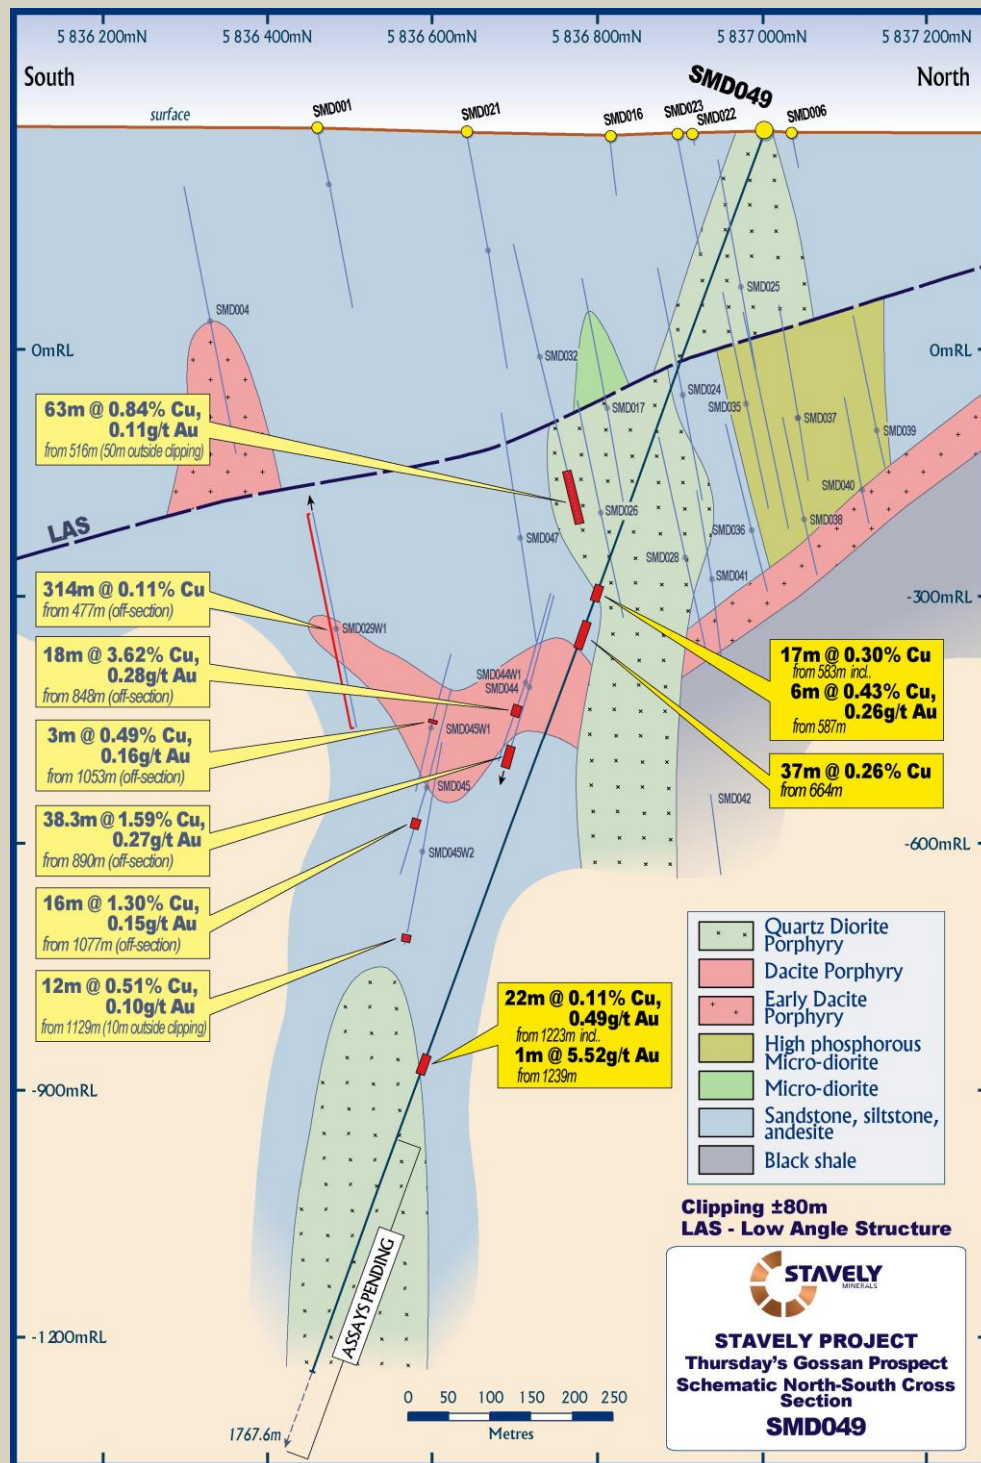 5 836 200mN
5 836 400mN
5 836 600mN
5 836 800mN
5 837 000mN
5 837 200mN
South
North
SMD049
surface
SMD001
SMD021
SMD016
SMD023
SMD022
SMD006
SMD025
SMD004
0mRL
0mRL
SMD032
SMD024
SMD017
SMD035
SMD037
SMD039
63m @ 0.84% Cu,
0.11g/t Au
from 516m (50m outside clipping)
SMD040
LAS
SMD026
SMD038
SMD036
SMD047
SMD028
SMD041
314m @ 0.11% Cu
from 477m (off-section)
-300mRL
SMD029W1
18m @ 3.62% Cu,
0.28g/t Au
from 848m (off-section)
17m @ 0.30% Cu
from 583m incl.
6m @ 0.43% Cu,
0.26g/t Au
from 587m
SMD044W1
SMD044
3m @ 0.49% Cu,
0.16g/t Au
from 1053m (off-section)
SMD045W1
37m @ 0.26% Cu
from 664m
SMD045
SMD042
38.3m @ 1.59% Cu,
0.27g/t Au
from 890m (off-section)
SMD045W2
-600mRL
16m @ 1.30% Cu,
0.15g/t Au
from 1077m (off-section)
12m @ 0.51% Cu,
0.10g/t Au
from 1129m (10m outside clipping)
22m @ 0.11% Cu,
0.49g/t Au
from 1223m incl..
1m @ 5.52g/t Au
from 1239m
Quartz Diorite
Porphyry
Dacite Porphyry
Early Dacite
Porphyry
High phosphorous
Micro-diorite
Micro-diorite
Sandstone, siltstone,
andesite
Black shale
-900mRL
Clipping ±80m
LAS - Low Angle Structure
ASSAYS PENDING
-1200mRL
STAVELY
MINERALS
STAVELY PROJECT
Thursday's Gossan Prospect
Schematic North-South Cross
Section
SMD049
0 50 100 150 200 250
Metres
1767.6m